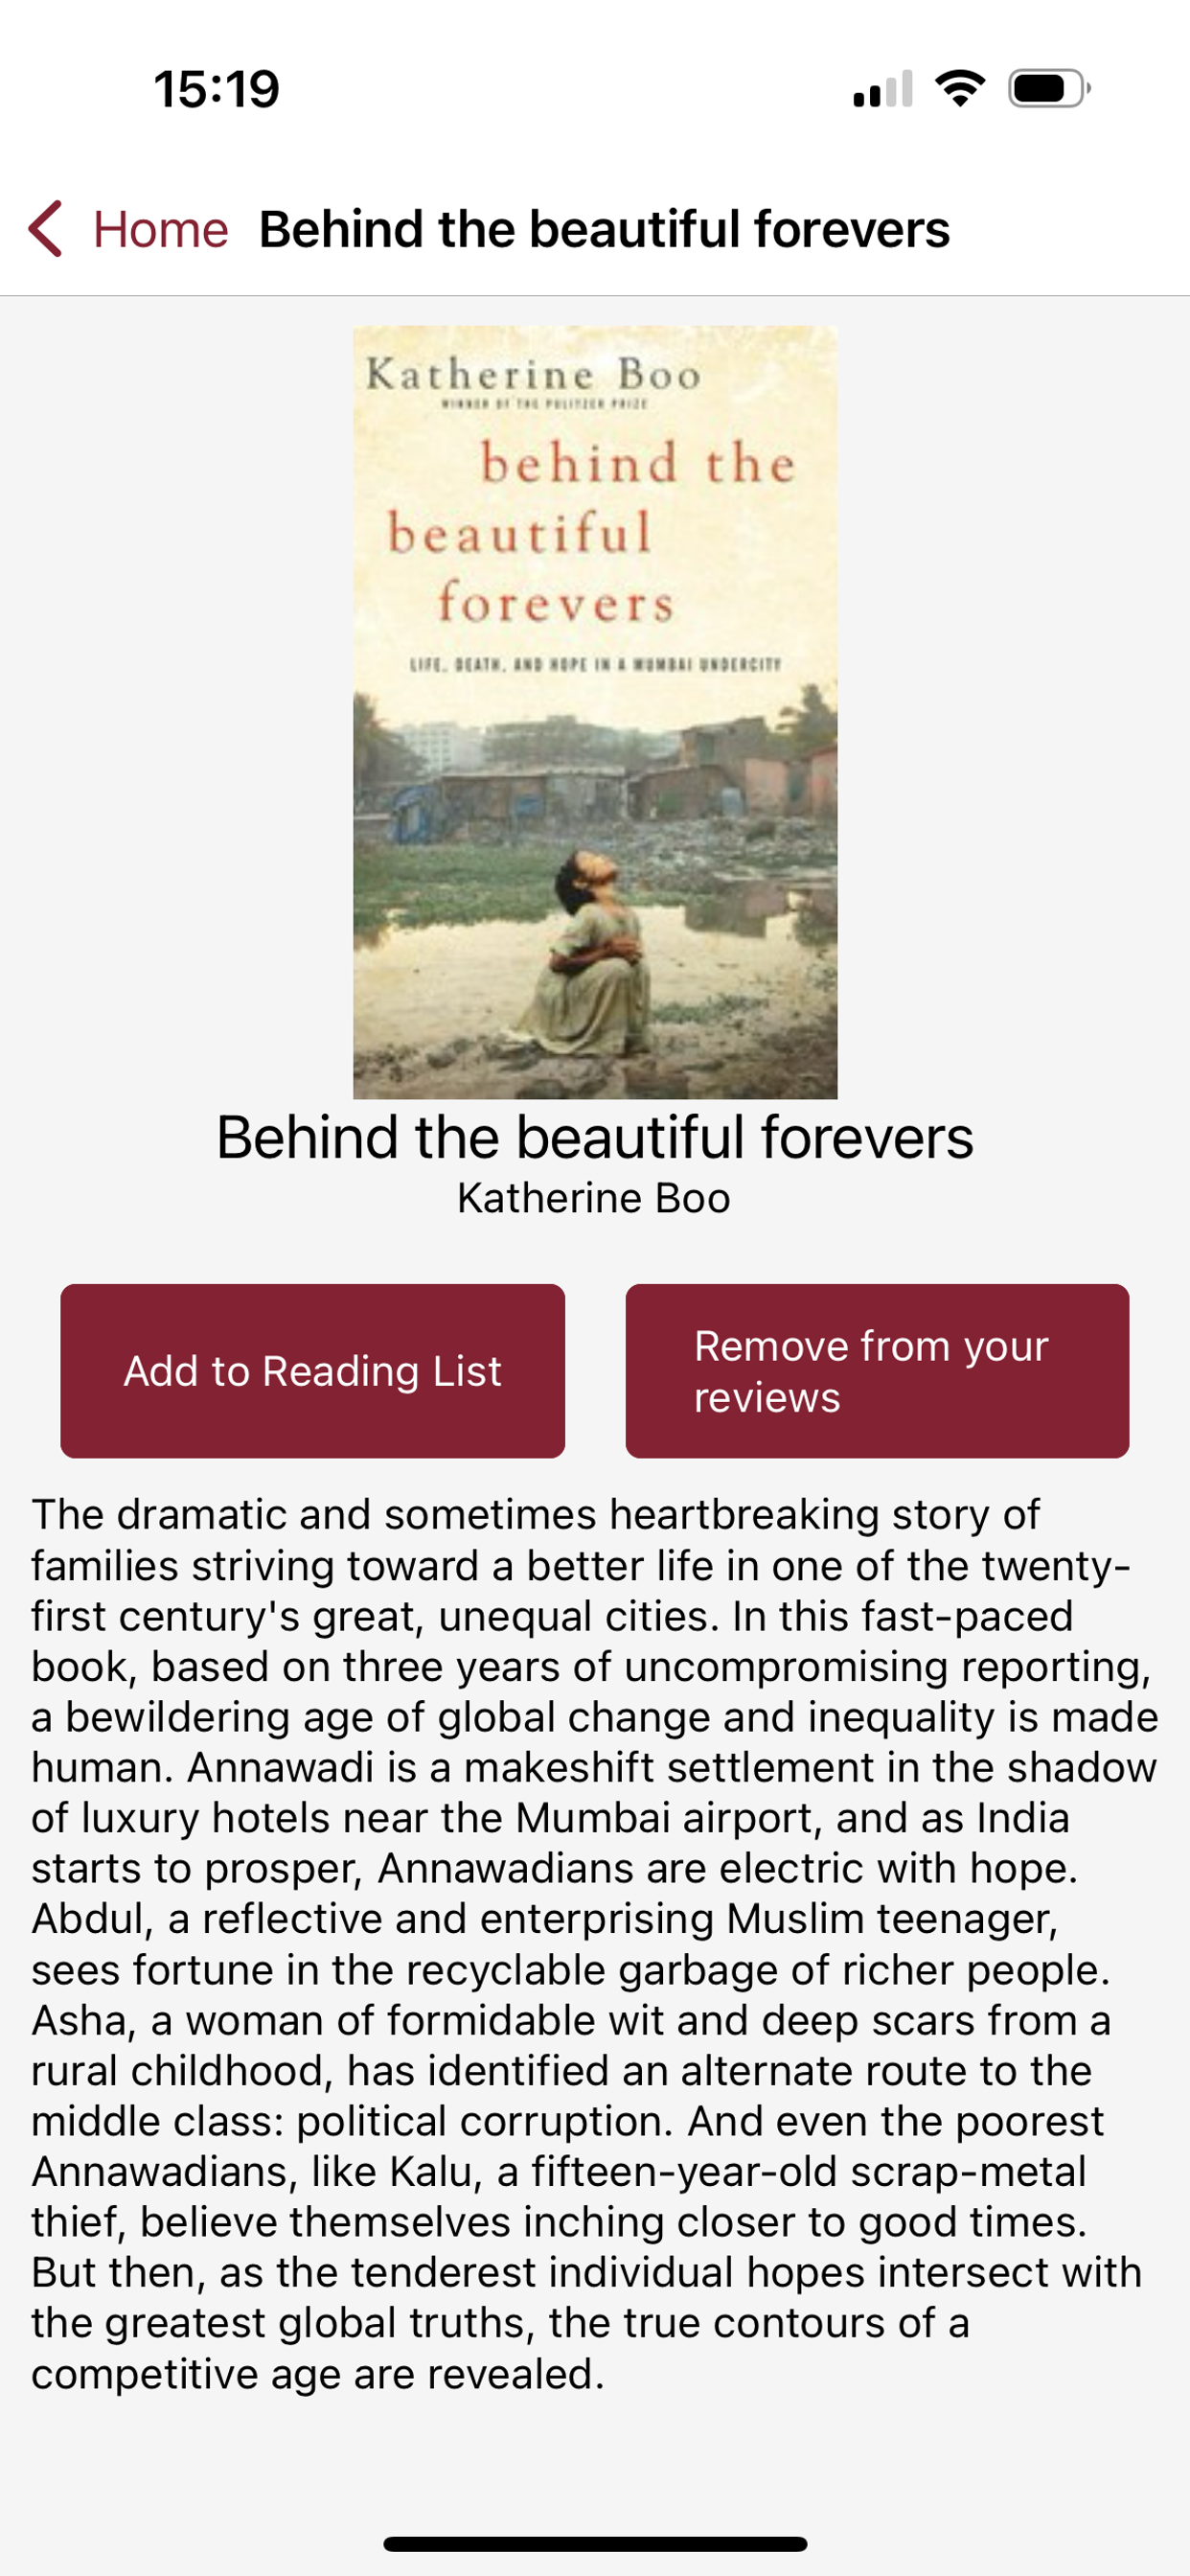 15:19
Home Behind the beautiful forevers
Katherine Boo
WINNER OF THE PULITZER PRIZE
behind the
beautiful
forevers
LIFE, DEATH, AND HOPE IN A MUMBAI UNDERCITY
Behind the beautiful forevers
Katherine Boo
Add to Reading List
Remove from your
reviews
The dramatic and sometimes heartbreaking story of
families striving toward a better life in one of the twenty-
first century's great, unequal cities. In this fast-paced
book, based on three years of uncompromising reporting,
a bewildering age of global change and inequality is made
human. Annawadi is a makeshift settlement in the shadow
of luxury hotels near the Mumbai airport, and as India
starts to prosper, Annawadians are electric with hope.
Abdul, a reflective and enterprising Muslim teenager,
sees fortune in the recyclable garbage of richer people.
Asha, a woman of formidable wit and deep scars from a
rural childhood, has identified an alternate route to the
middle class: political corruption. And even the poorest
Annawadians, like Kalu, a fifteen-year-old scrap-metal
thief, believe themselves inching closer to good times.
But then, as the tenderest individual hopes intersect with
the greatest global truths, the true contours of a
competitive age are revealed.